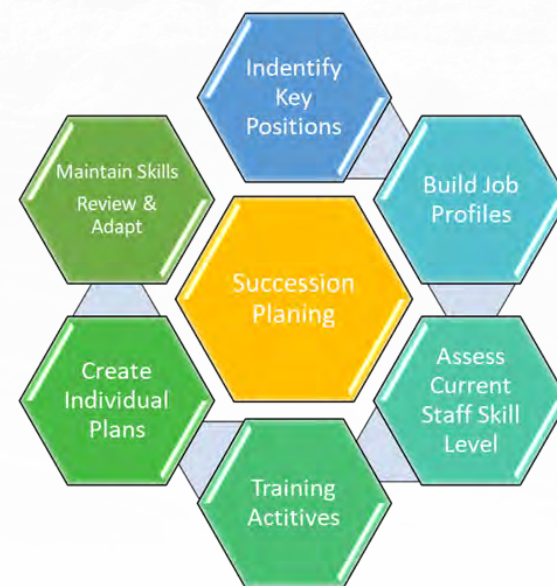 Indentify
Key
Positions
Build Job
Profiles
Assess
Current
Staff Skill
Level
Training
Actitives
Create
Individual
Plans
Maintain Skills
Review &
Adapt
Succession
Planing